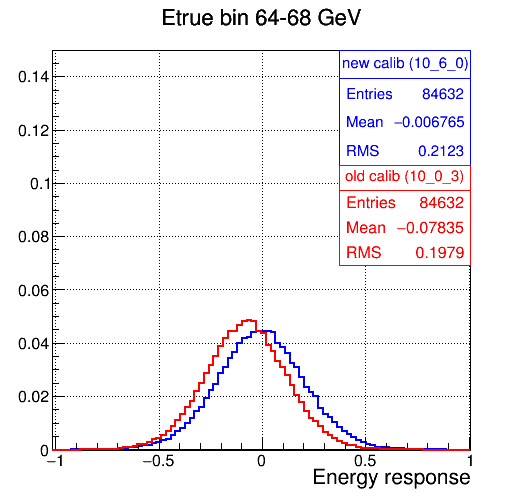 Etrue bin 64-68 GeV
new calib (10_6_0)
Entries 84632
Mean −0.006765
RMS 0.2123
old calib (10_0_3)
Entries 84632
Mean −0.07835
RMS 0.1979
0.14
0.12
0.1
0.08
0.06
0.04
0.02
0
−1 −0.5 0 0.5 1
Energy response